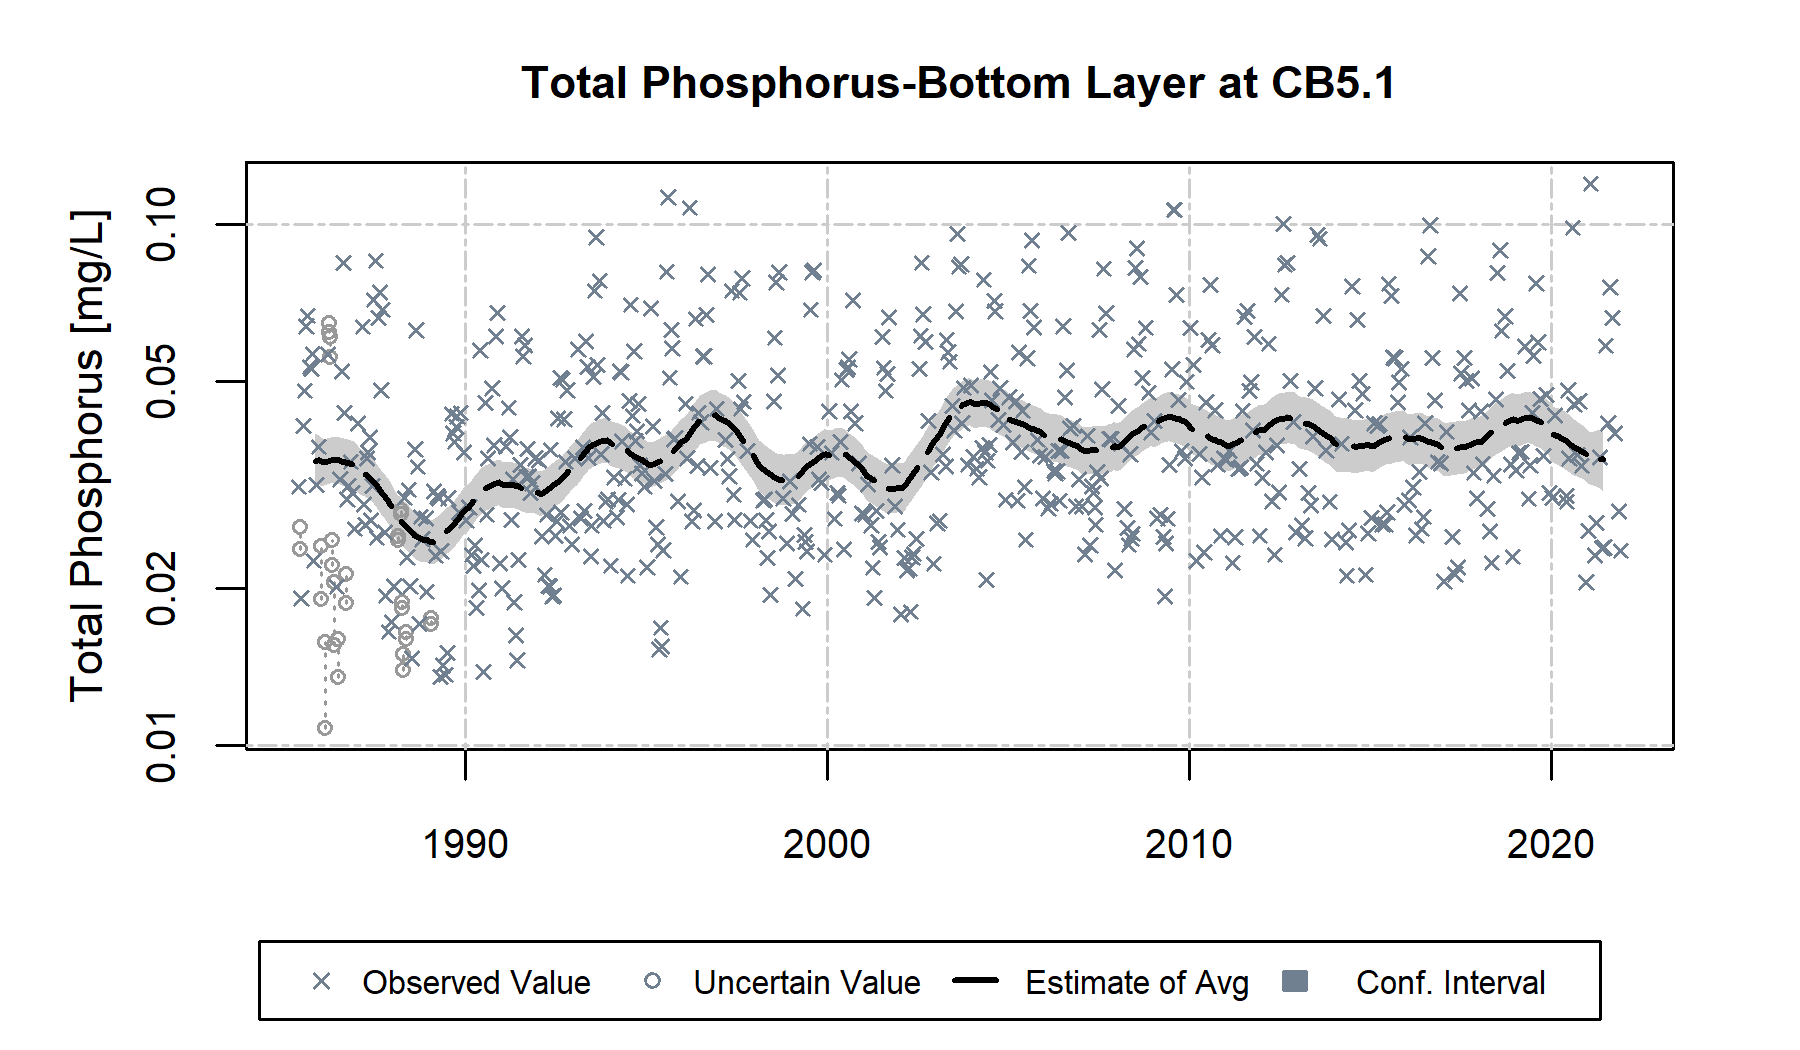 Total Phosphorus-Bottom Layer at CB5.1
Total Phosphorus [mg/L]
0.10
0.05
0.02
0.01
1990 2000 2010 2020
Observed Value Uncertain Value Estimate of Avg Conf. Interval